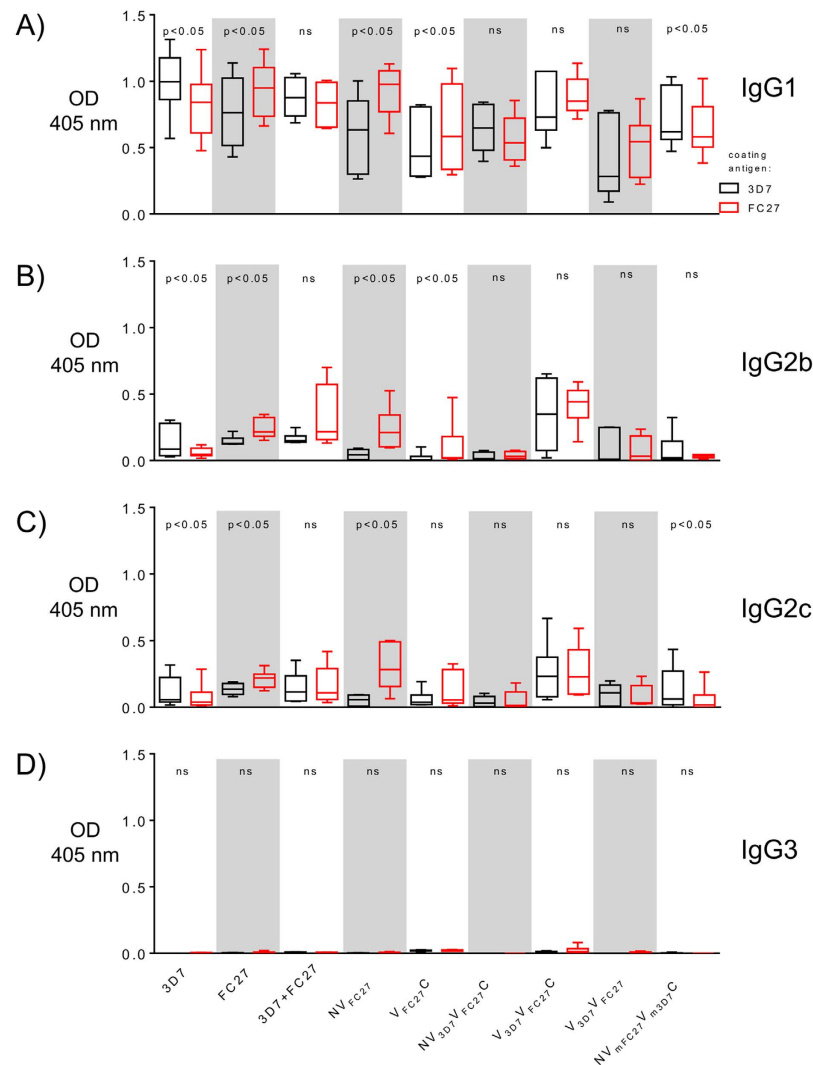 A)
1.5
p<0.05 p<0.05 ns p<0.05 p<0.05 ns ns ns p<0.05
IgG1
OD
405 nm
1.0
0.5
0.0
coating
antigen:
3D7
FC27
B)
1.5
p<0.05 p<0.05 ns p<0.05 p<0.05 ns ns ns ns
IgG2b
OD
405 nm
1.0
0.5
0.0
C)
1.5
p<0.05 p<0.05 ns p<0.05 ns ns ns ns p<0.05
IgG2c
OD
405 nm
1.0
0.5
0.0
D)
1.5
ns ns ns ns ns ns ns ns ns
IgG3
OD
405 nm
1.0
0.5
0.0
3D7
FC27
3D7+FC27
NVFC27
VFC27C
NV3D7VFC27C
V3D7VFC27C
V3D7VFC27
NVmFC27Vm3D7C